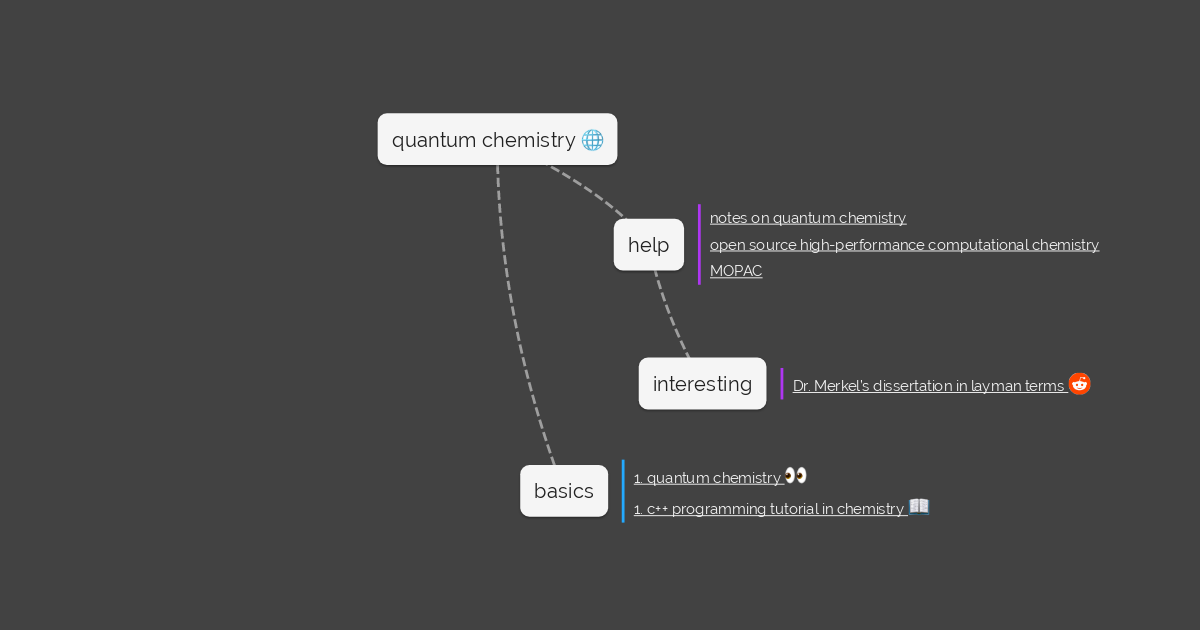 quantum chemistry 🌐
help
notes on quantum chemistry
open source high-performance computational chemistry
MOPAC
interesting
Dr. Merkel's dissertation in layman terms
basics
1. quantum chemistry 👀
1. c++ programming tutorial in chemistry 📖